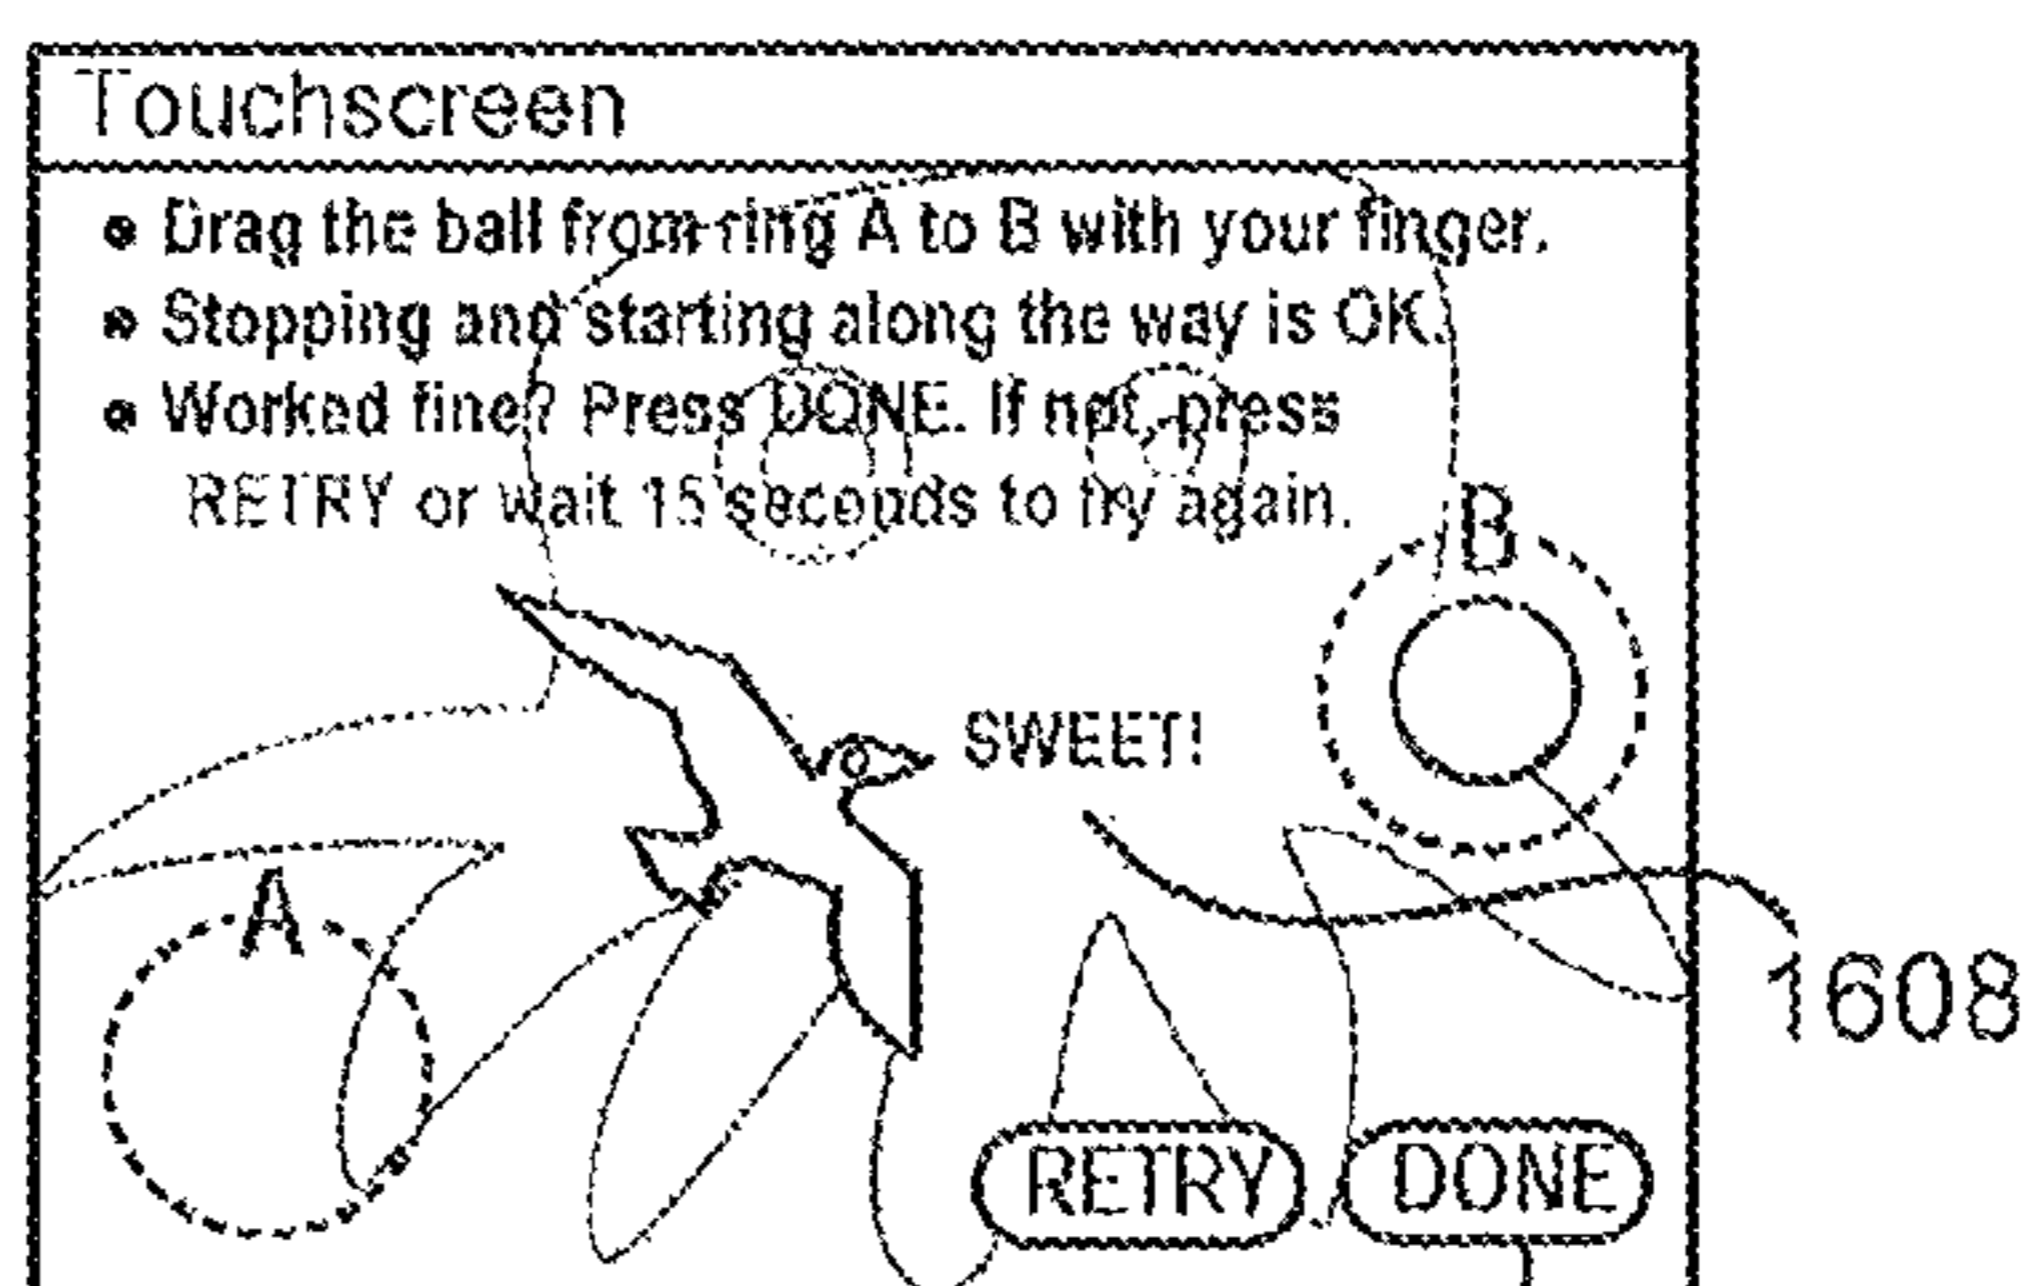 Touchscreen
• Drag the ball from ring A to B with your finger.
• Stopping and starting along the way is OK.
• Worked fine? Press DONE. If not, press
RETRY or wait 15 seconds to try again.
B
SWEET!
A
1608
RETRY
DONE